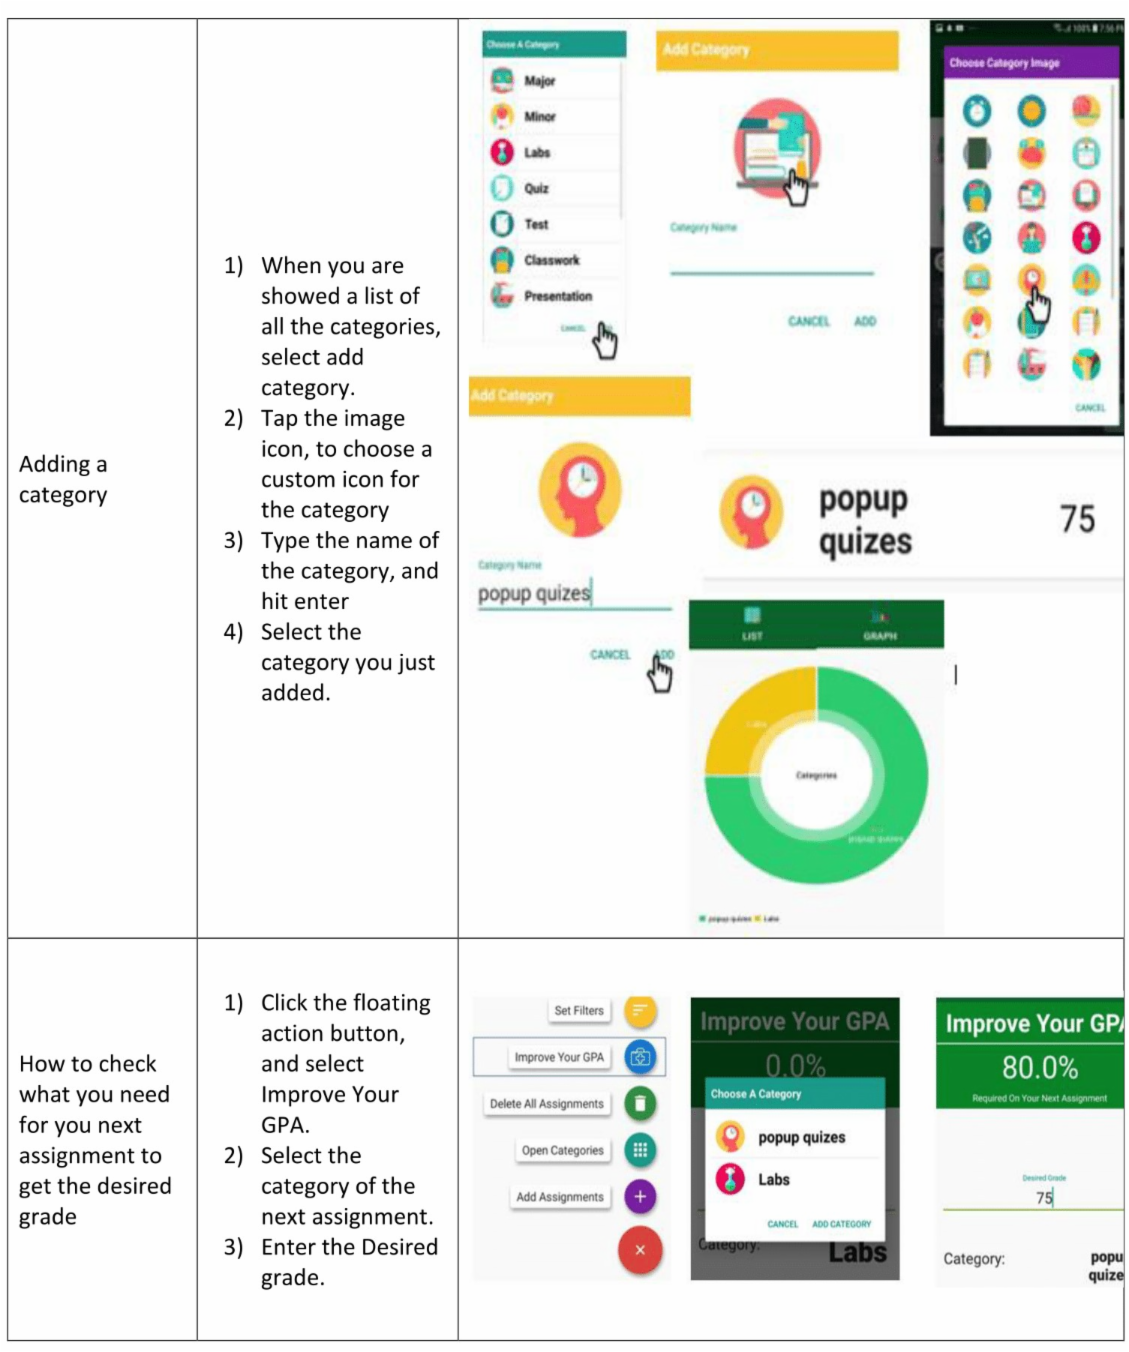 Adding a
category
1) When you are
showed a list of
all the categories,
select add
category.
2) Tap the image
icon, to choose a
custom icon for
the category
3) Type the name of
the category, and
hit enter
4) Select the
category you just
added.
Choose A Category
Major
Minor
Labs
Quiz
Test
Classwork
Presentation
CANCEL
Add Category
Category Name
CANCEL ADD
100% 7:56 PM
Choose Category Image
CANCEL
Add Category
Category Name
popup quizes
CANCEL ADD
popup
quizes
75
LIST GRAPH
Labs
Categories
popup quizes
popup quizes Labs
How to check
what you need
for you next
assignment to
get the desired
grade
1) Click the floating
action button,
and select
Improve Your
GPA.
2) Select the
category of the
next assignment.
3) Enter the Desired
grade.
Set Filters
Improve Your GPA
Delete All Assignments
Open Categories
Add Assignments
Improve Your GPA
0.0%
Choose A Category
popup quizes
Labs
CANCEL ADD CATEGORY
Category: Labs
Improve Your GPA
80.0%
Required On Your Next Assignment
Desired Grade
75
Category: popu
quize